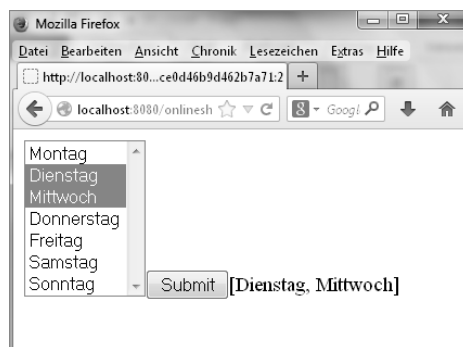 Mozilla Firefox
Datei Bearbeiten Ansicht Chronik Lesezeichen Extras Hilfe
http://localhost:80...ce0d46b9d462b7a71:2
localhost:8080/onlinesh
8 Googl
Montag
Dienstag
Mittwoch
Donnerstag
Freitag
Samstag
Sonntag
Submit [Dienstag, Mittwoch]